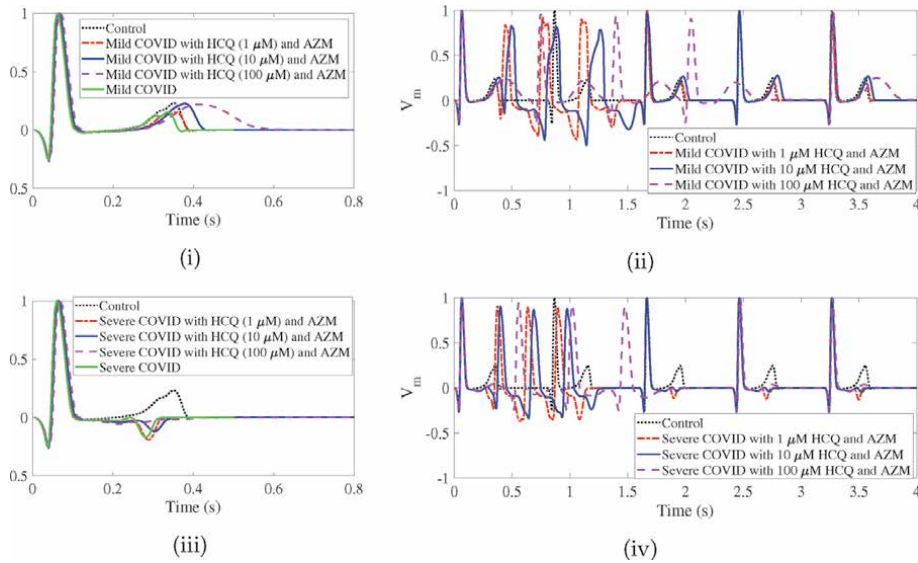 1
0.5
0
0.5
0 0.2 0.4 0.6 0.8
Time (s)
Control
Mild COVID with HCQ (1 μM) and AZM
Mild COVID with HCQ (10 μM) and AZM
Mild COVID with HCQ (100 μM) and AZM
Mild COVID
(i)
1
0.5
0
-0.5
-1
V_m
0 0.5 1 1.5 2 2.5 3 3.5 4
Time (s)
Control
Mild COVID with 1 μM HCQ and AZM
Mild COVID with 10 μM HCQ and AZM
Mild COVID with 100 μM HCQ and AZM
(ii)
1
0.5
0
0.5
0 0.2 0.4 0.6 0.8
Time (s)
Control
Severe COVID with HCQ (1 μM) and AZM
Severe COVID with HCQ (10 μM) and AZM
Severe COVID with HCQ (100 μM) and AZM
Severe COVID
(iii)
1
0.5
0
-0.5
-1
V_m
0 0.5 1 1.5 2 2.5 3 3.5 4
Time (s)
Control
Severe COVID with 1 μM HCQ and AZM
Severe COVID with 10 μM HCQ and AZM
Severe COVID with 100 μM HCQ and AZM
(iv)